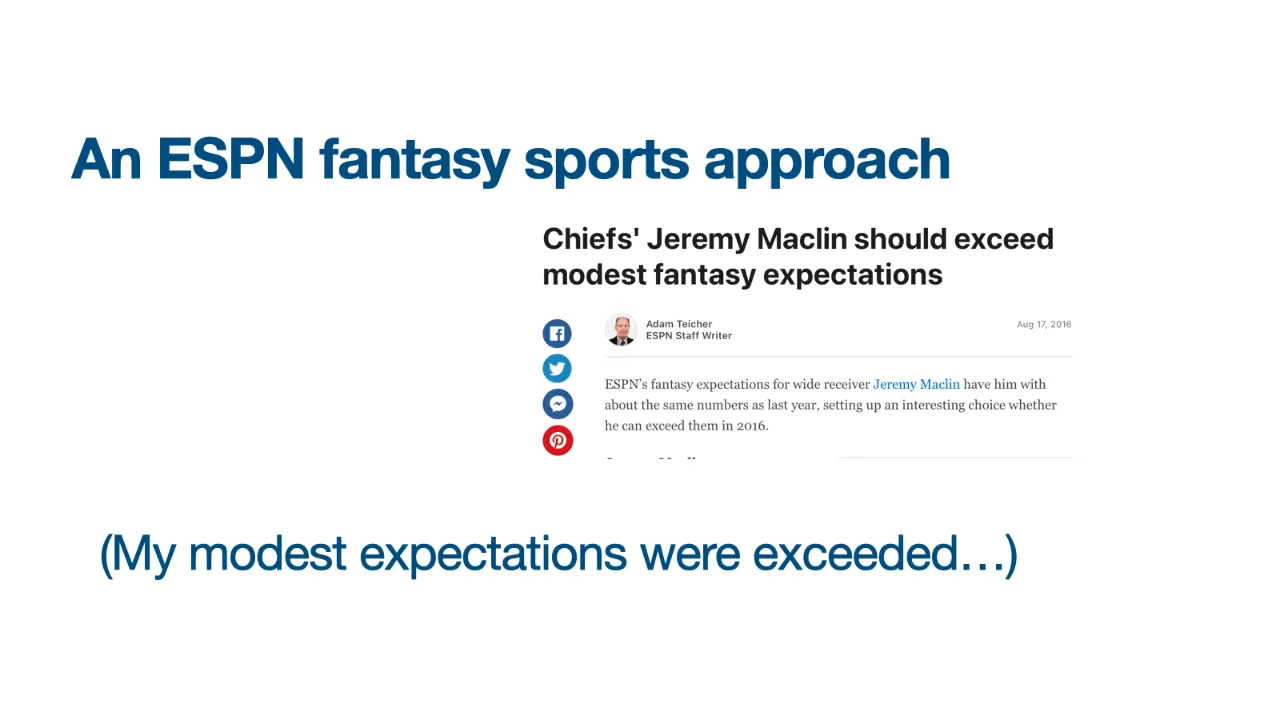 An ESPN fantasy sports approach
Chiefs' Jeremy Maclin should exceed
modest fantasy expectations
Adam Teicher
ESPN Staff Writer
Aug 17, 2016
ESPN's fantasy expectations for wide receiver Jeremy Maclin have him with
about the same numbers as last year, setting up an interesting choice whether
he can exceed them in 2016.
(My modest expectations were exceeded…)